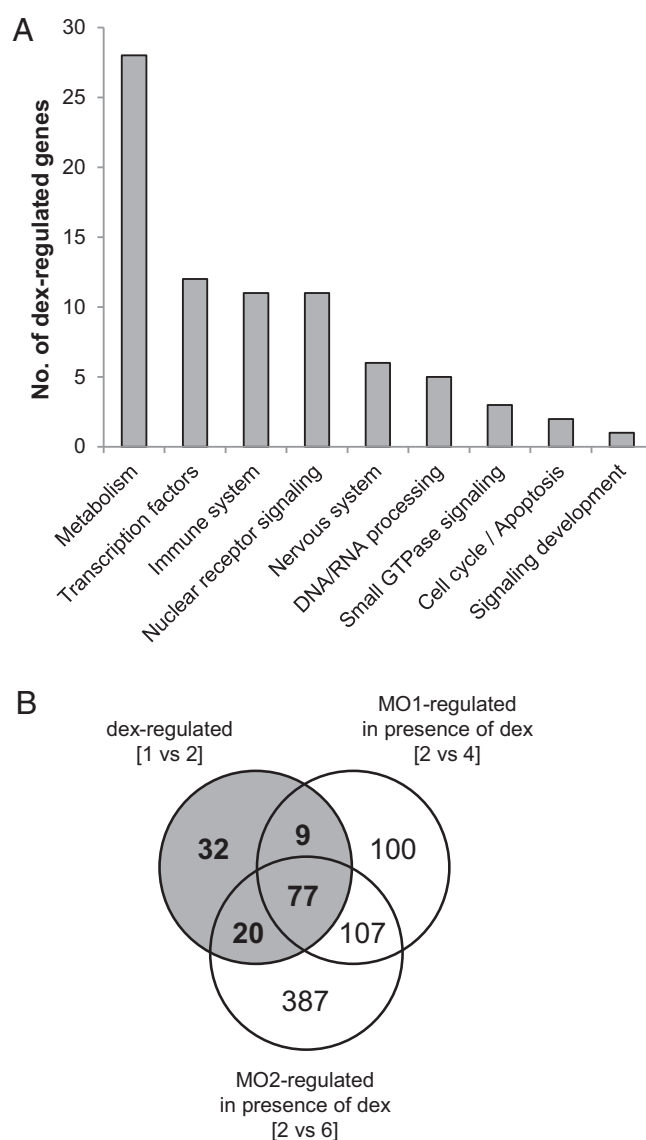 A
No. of dex-regulated genes
30
25
20
15
10
5
0
Metabolism
Transcription factors
Immune system
Nuclear receptor signaling
Nervous system
DNA/RNA processing
Small GTPase signaling
Cell cycle / Apoptosis
Signaling development
B
dex-regulated
[1 vs 2]
MO1-regulated
in presence of dex
[2 vs 4]
32
9
100
77
20
107
387
MO2-regulated
in presence of dex
[2 vs 6]